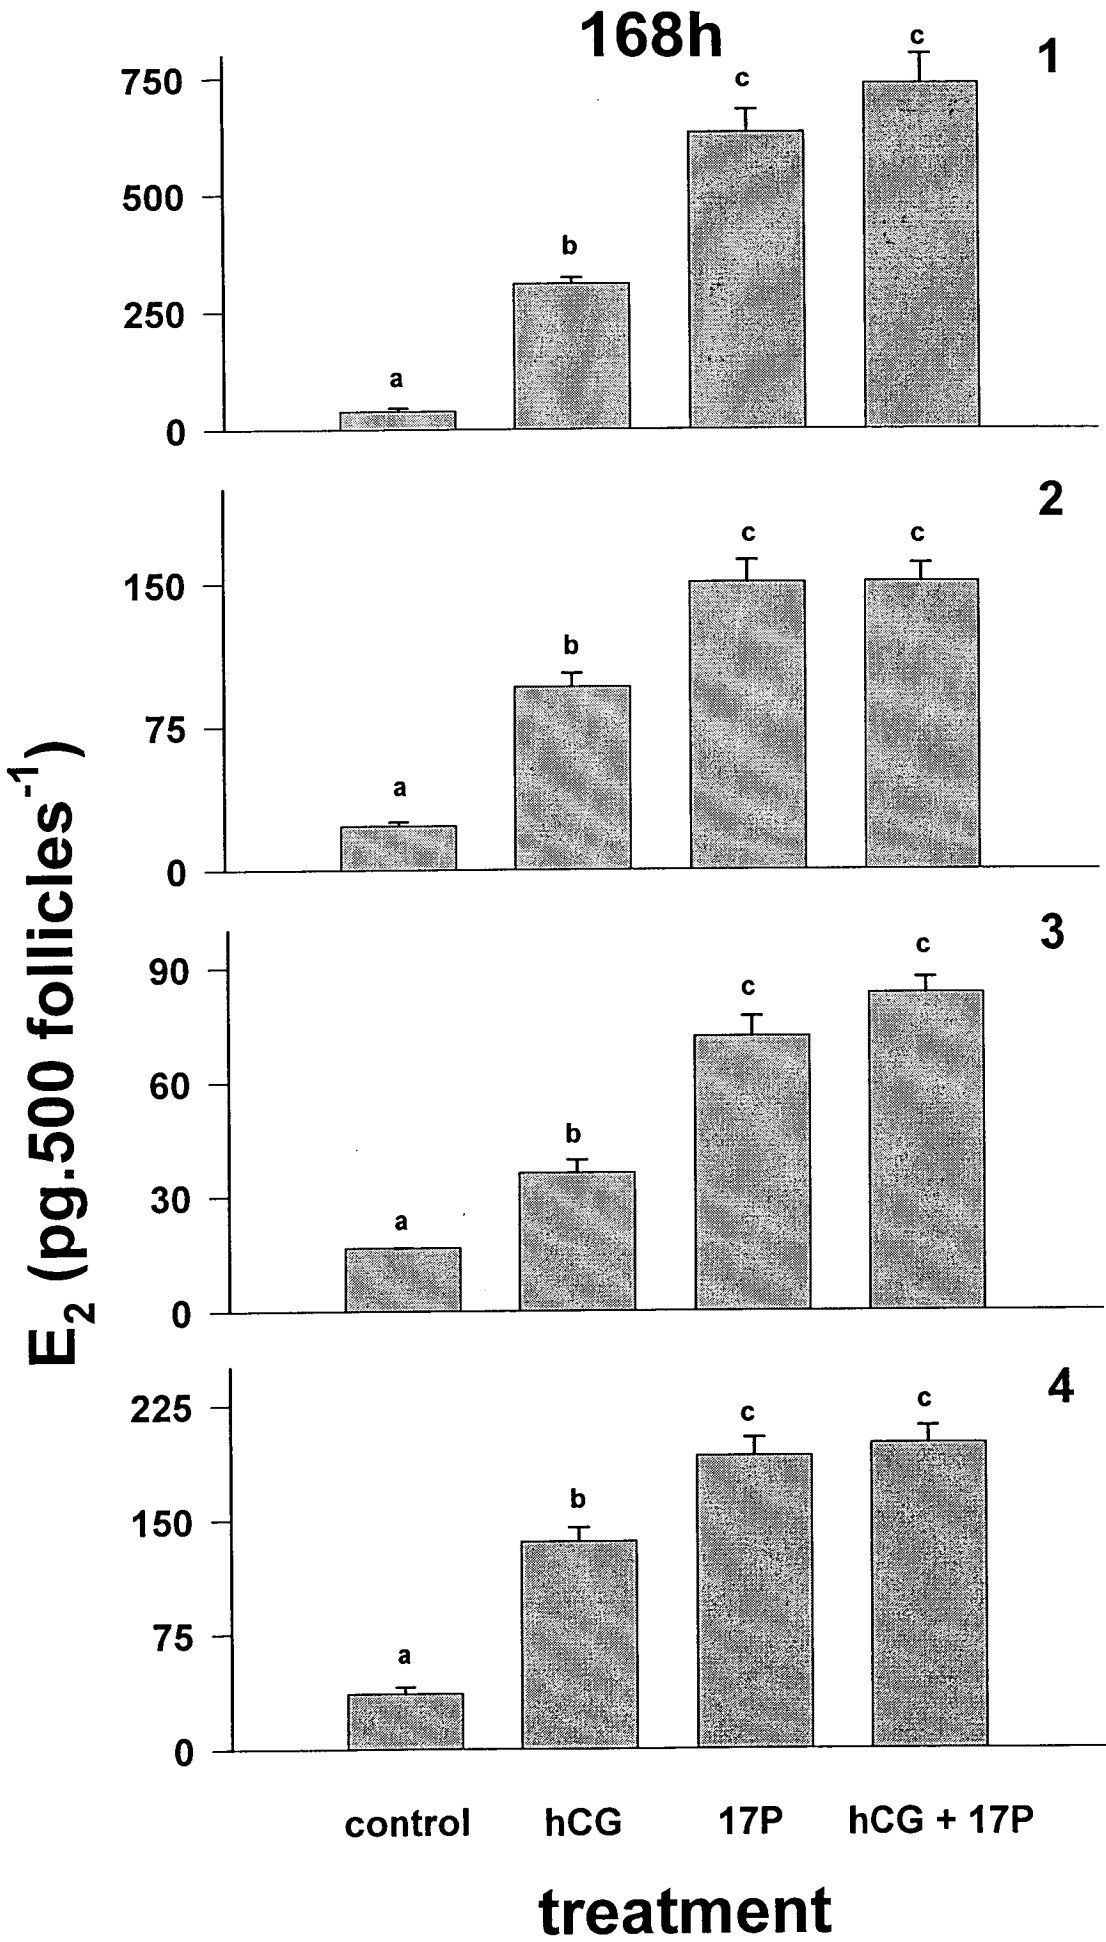 168h
1
750
500
250
0
a
b
c
c
2
150
75
0
a
b
c
c
3
90
60
30
0
a
b
c
c
4
225
150
75
0
a
b
c
c
E₂ (pg.500 follicles⁻¹)
control hCG 17P hCG + 17P
treatment